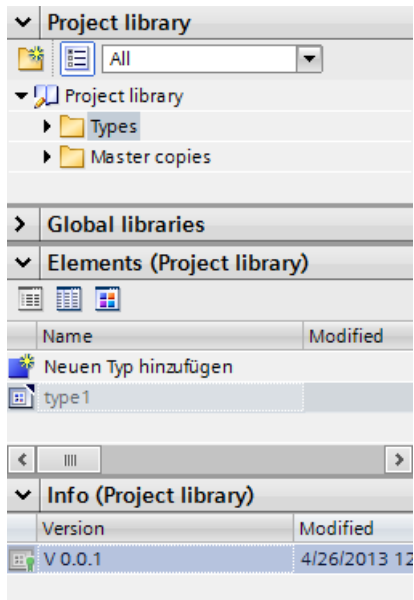 Project library
All
Project library
Types
Master copies
Global libraries
Elements (Project library)
Name Modified
Neuen Typ hinzufügen
type1
Info (Project library)
Version Modified
V 0.0.1 4/26/2013 12